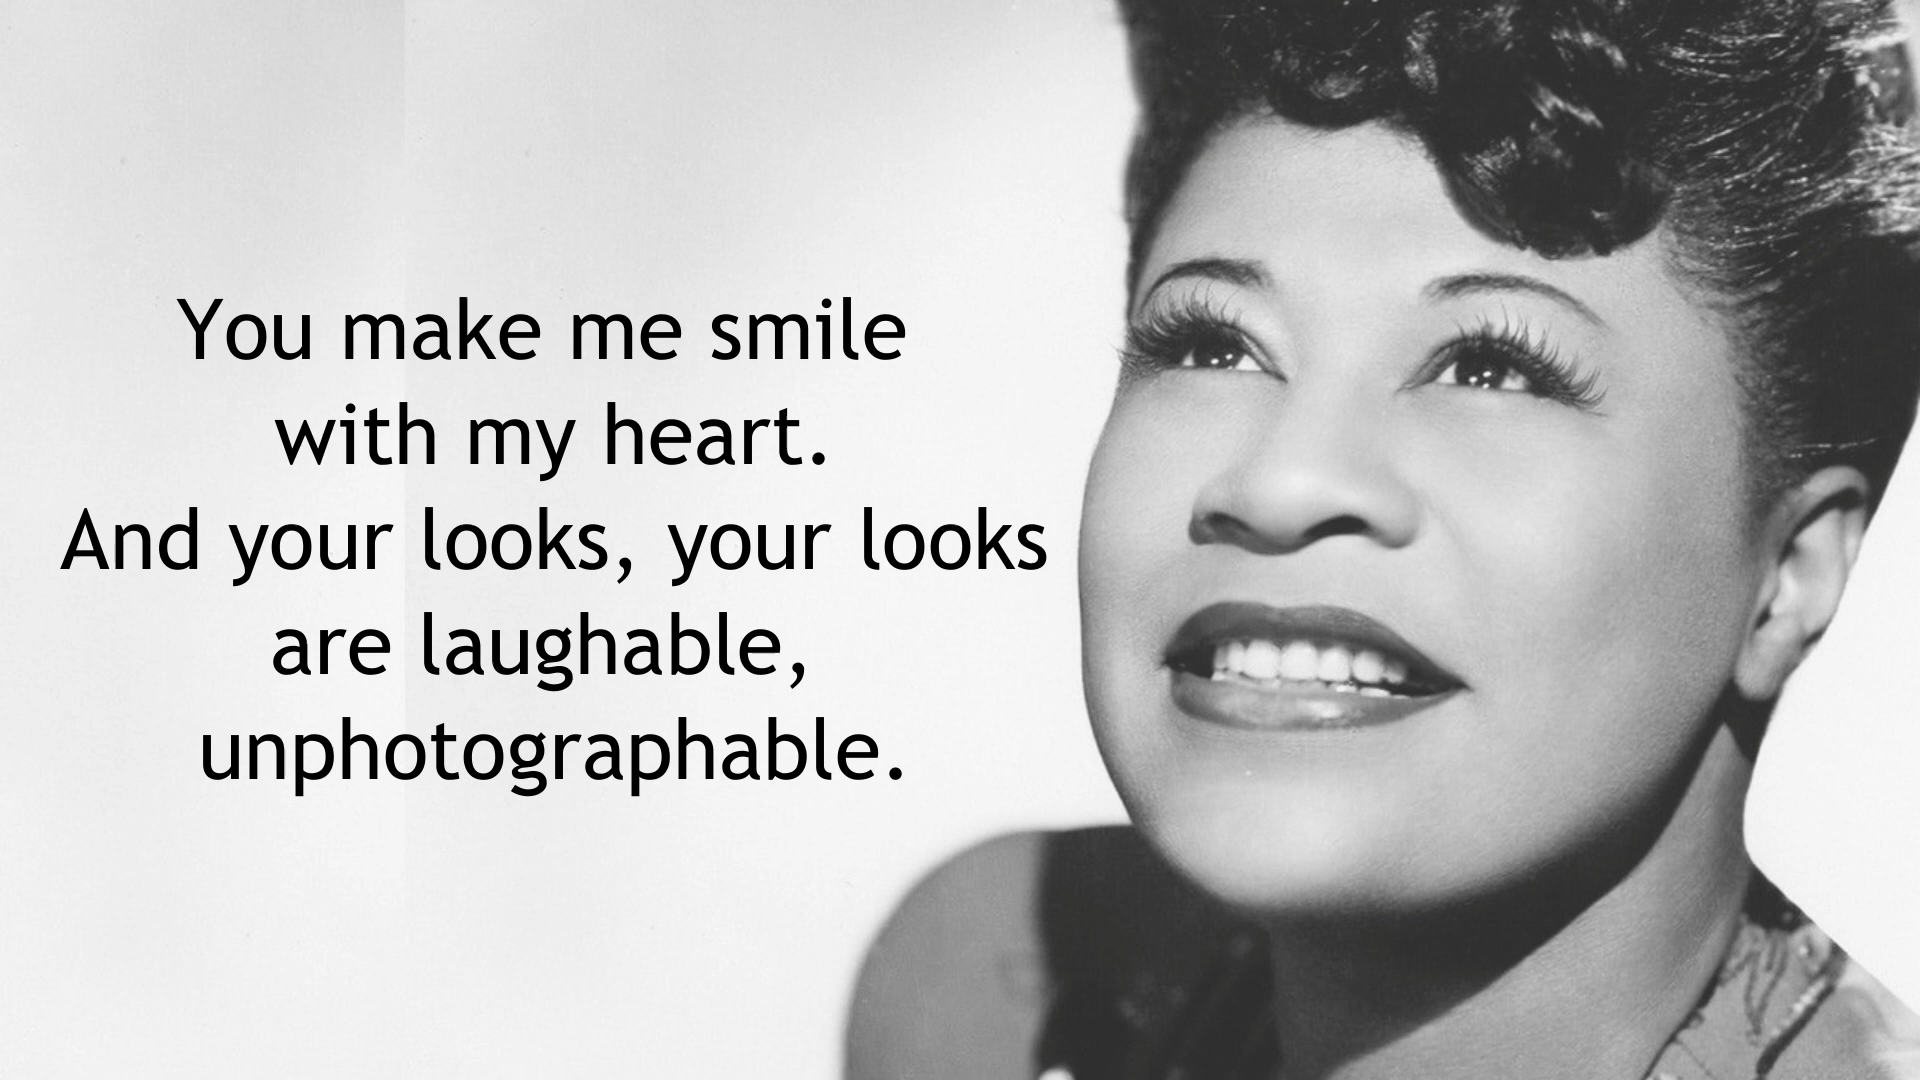 You make me smile
with my heart.
And your looks, your looks
are laughable,
unphotographable.